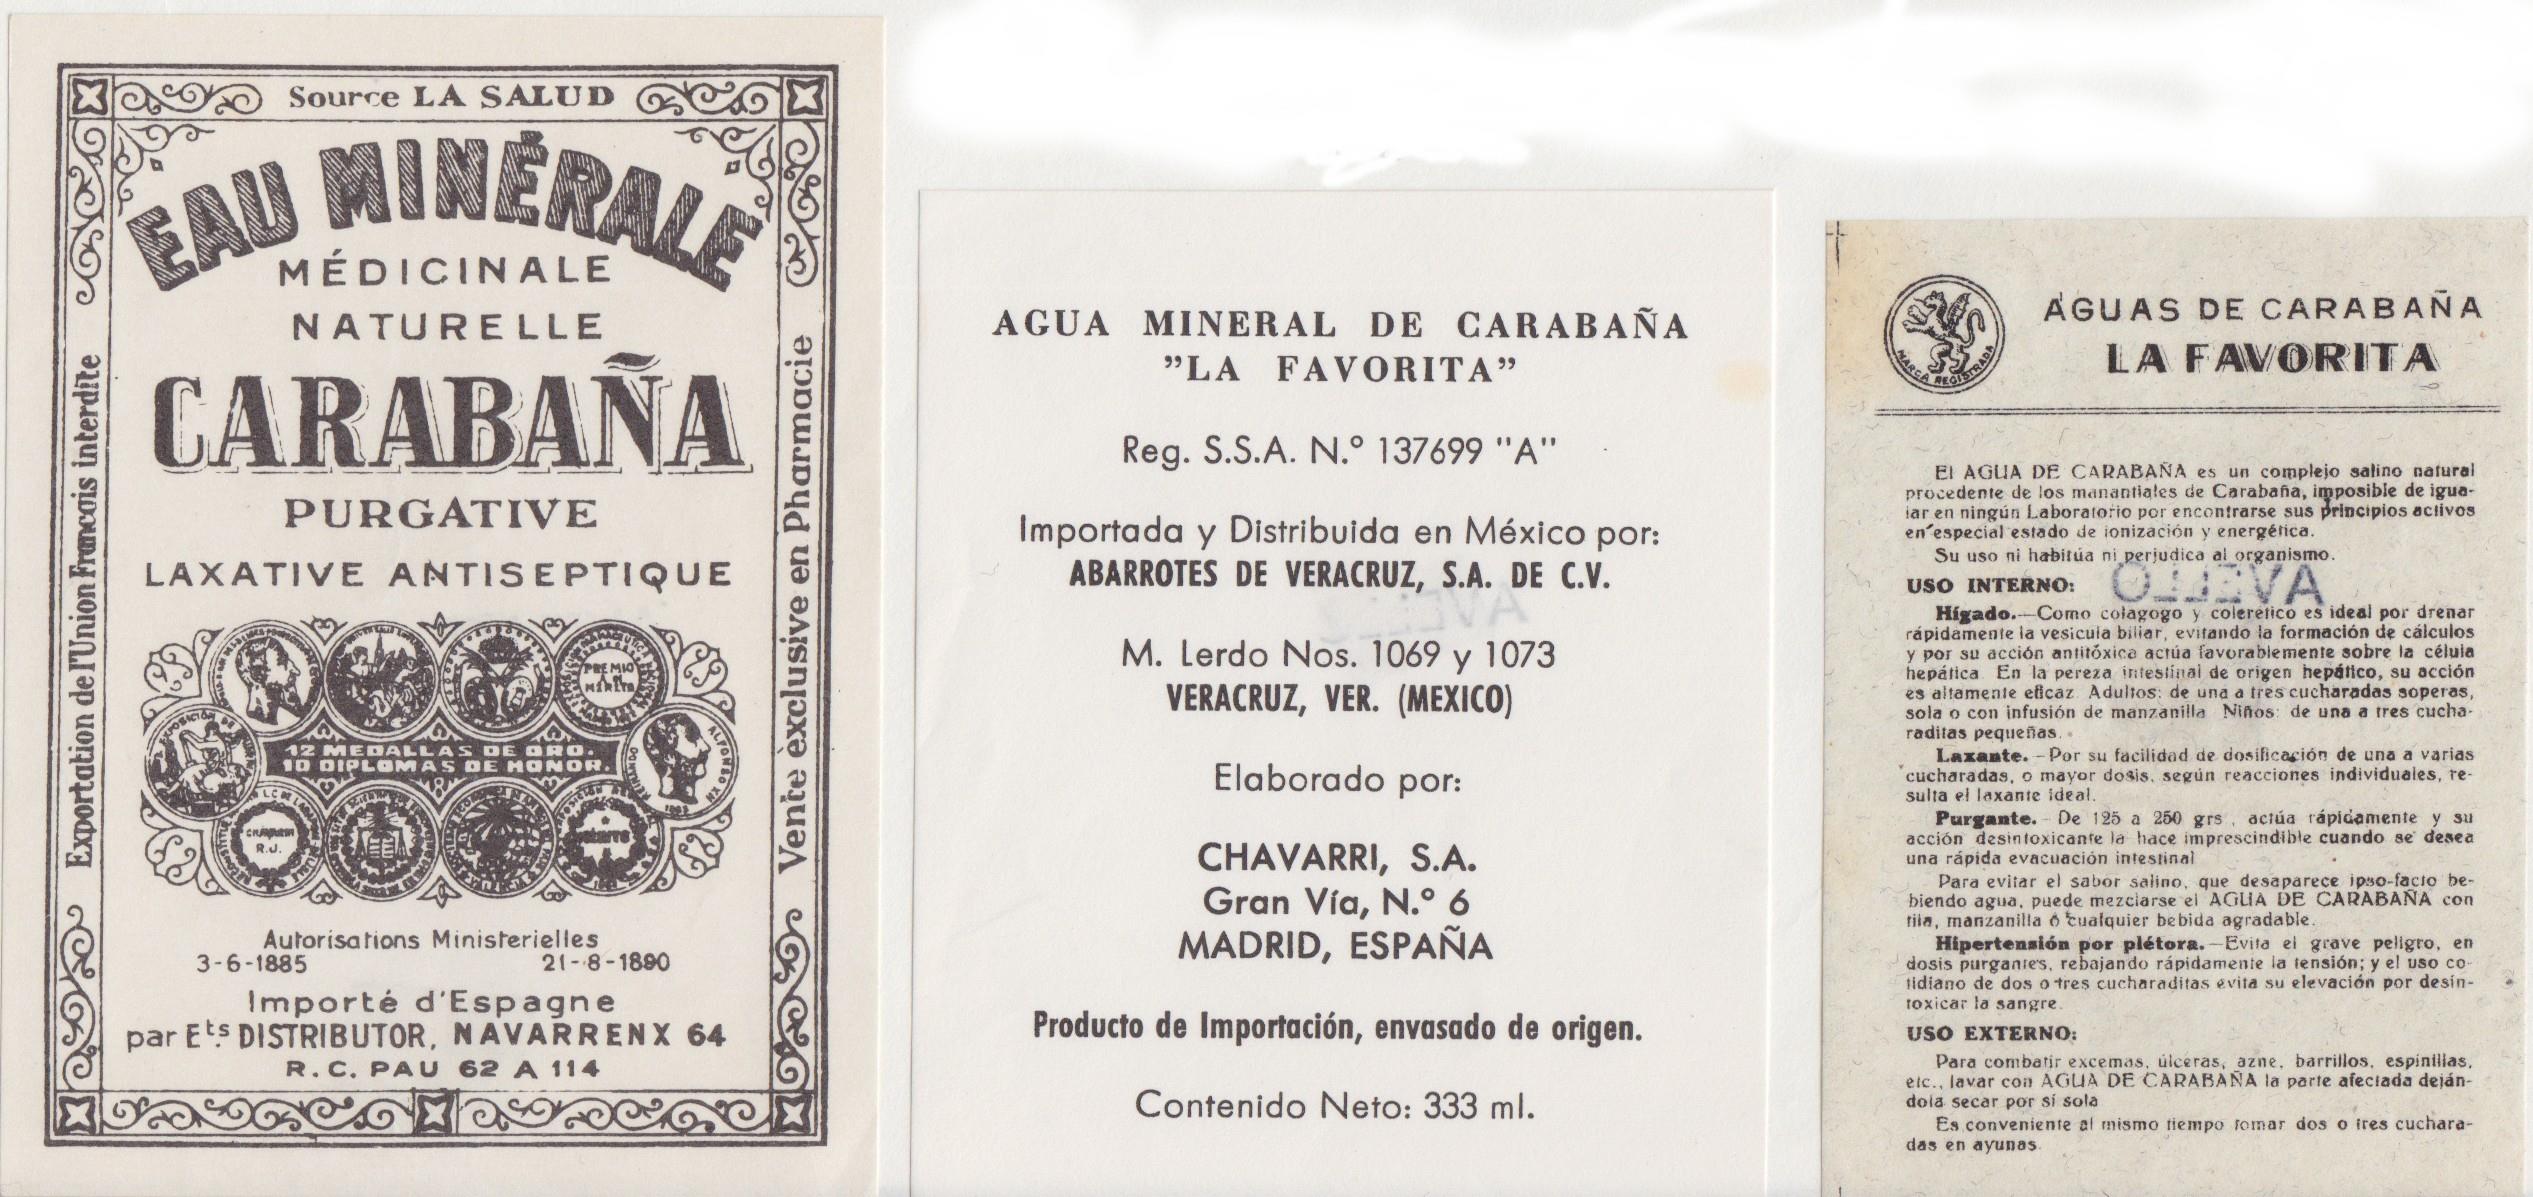 Source LA SALUD
EAU MINÉRALE
MÉDICINALE
NATURELLE
CARABAÑA
PURGATIVE
LAXATIVE ANTISEPTIQUE
PREMIO
AL
MERITO
EXPOSICIÓN DE
ALFONSO XII
12 MEDALLAS DE ORO.
10 DIPLOMAS DE HONOR.
R.U.
MÉRITO
Autorisations Ministerielles
3-6-1885 21-8-1890
Importé d'Espagne
par Ets. DISTRIBUTOR, NAVARRENX 64
R.C. PAU 62 A 114
Exportation de l'Union Francais interdite
Vente exclusive en Pharmacie
AGUA MINERAL DE CARABAÑA
"LA FAVORITA"
Reg. S.S.A. N.º 137699 "A"
Importada y Distribuida en México por:
ABARROTES DE VERACRUZ, S.A. DE C.V.
AVELLO
M. Lerdo Nos. 1069 y 1073
VERACRUZ, VER. (MEXICO)
Elaborado por:
CHAVARRI, S.A.
Gran Vía, N.º 6
MADRID, ESPAÑA
Producto de Importación, envasado de origen.
Contenido Neto: 333 ml.
MARCA REGISTRADA
AGUAS DE CARABAÑA
LA FAVORITA
El AGUA DE CARABAÑA es un complejo salino natural
procedente de los manantiales de Carabaña, imposible de igua-
lar en ningún Laboratorio por encontrarse sus principios activos
en especial estado de ionización y energética.
Su uso ni habitúa ni perjudica al organismo.
AVELLO
USO INTERNO:
Hígado.—Como colagogo y colerético es ideal por drenar
rápidamente la vesícula biliar, evitando la formación de cálculos
y por su acción antitóxica actúa favorablemente sobre la célula
hepática. En la pereza intestinal de origen hepático, su acción
es altamente eficaz. Adultos: de una a tres cucharadas soperas,
sola o con infusión de manzanilla. Niños: de una a tres cucha-
raditas pequeñas.
Laxante.—Por su facilidad de dosificación de una a varias
cucharadas, o mayor dosis, según reacciones individuales, re-
sulta el laxante ideal.
Purgante.—De 125 a 250 grs., actúa rápidamente y su
acción desintoxicante la hace imprescindible cuando se desea
una rápida evacuación intestinal
Para evitar el sabor salino, que desaparece ipso-facto be-
biendo agua, puede mezclarse el AGUA DE CARABAÑA con
tila, manzanilla ó cualquier bebida agradable.
Hipertensión por plétora.—Evita el grave peligro, en
dosis purgantes, rebajando rápidamente la tensión; y el uso co-
tidiano de dos o tres cucharaditas evita su elevación por desin-
toxicar la sangre.
USO EXTERNO:
Para combatir excemas, úlceras, azne, barrillos, espinillas,
etc., lavar con AGUA DE CARABAÑA la parte afectada deján-
dola secar por sí sola
Es conveniente al mismo tiempo tomar dos o tres cuchara-
das en ayunas.